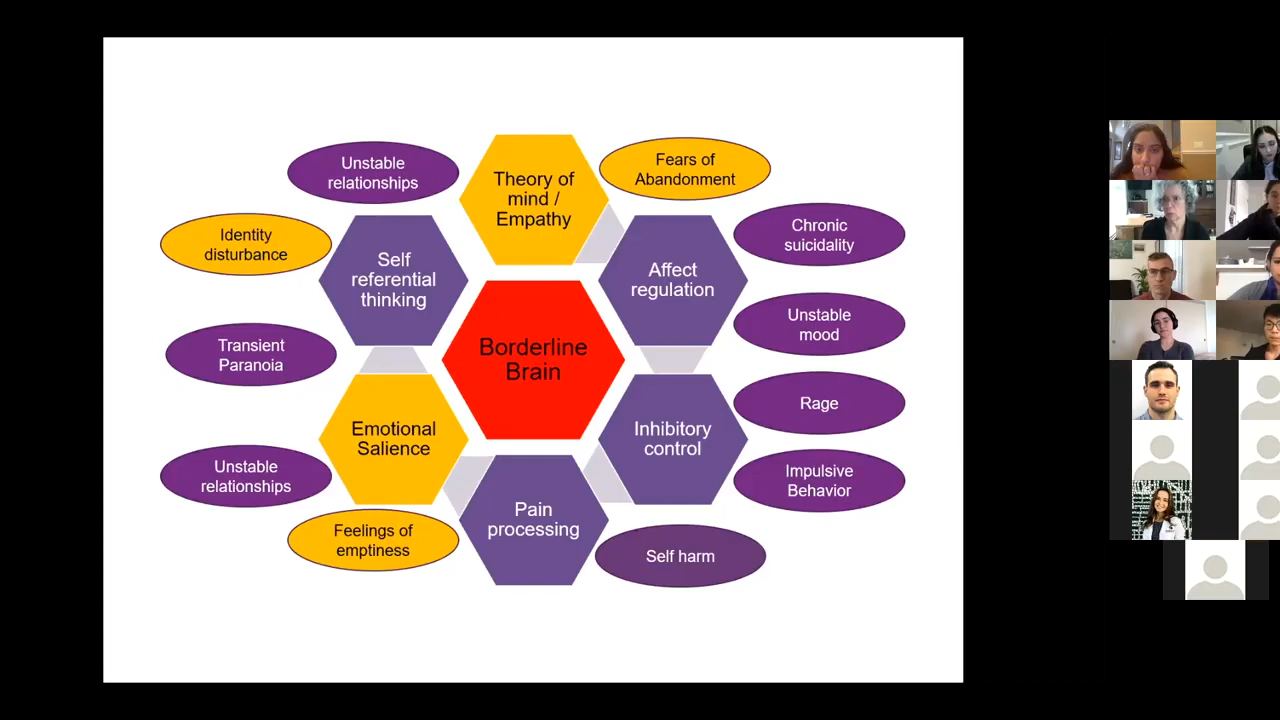 Unstable
relationships
Theory of
mind /
Empathy
Fears of
Abandonment
Identity
disturbance
Self
referential
thinking
Affect
regulation
Chronic
suicidality
Transient
Paranoia
Borderline
Brain
Unstable
mood
Emotional
Salience
Inhibitory
control
Rage
Unstable
relationships
Impulsive
Behavior
Feelings of
emptiness
Pain
processing
Self harm